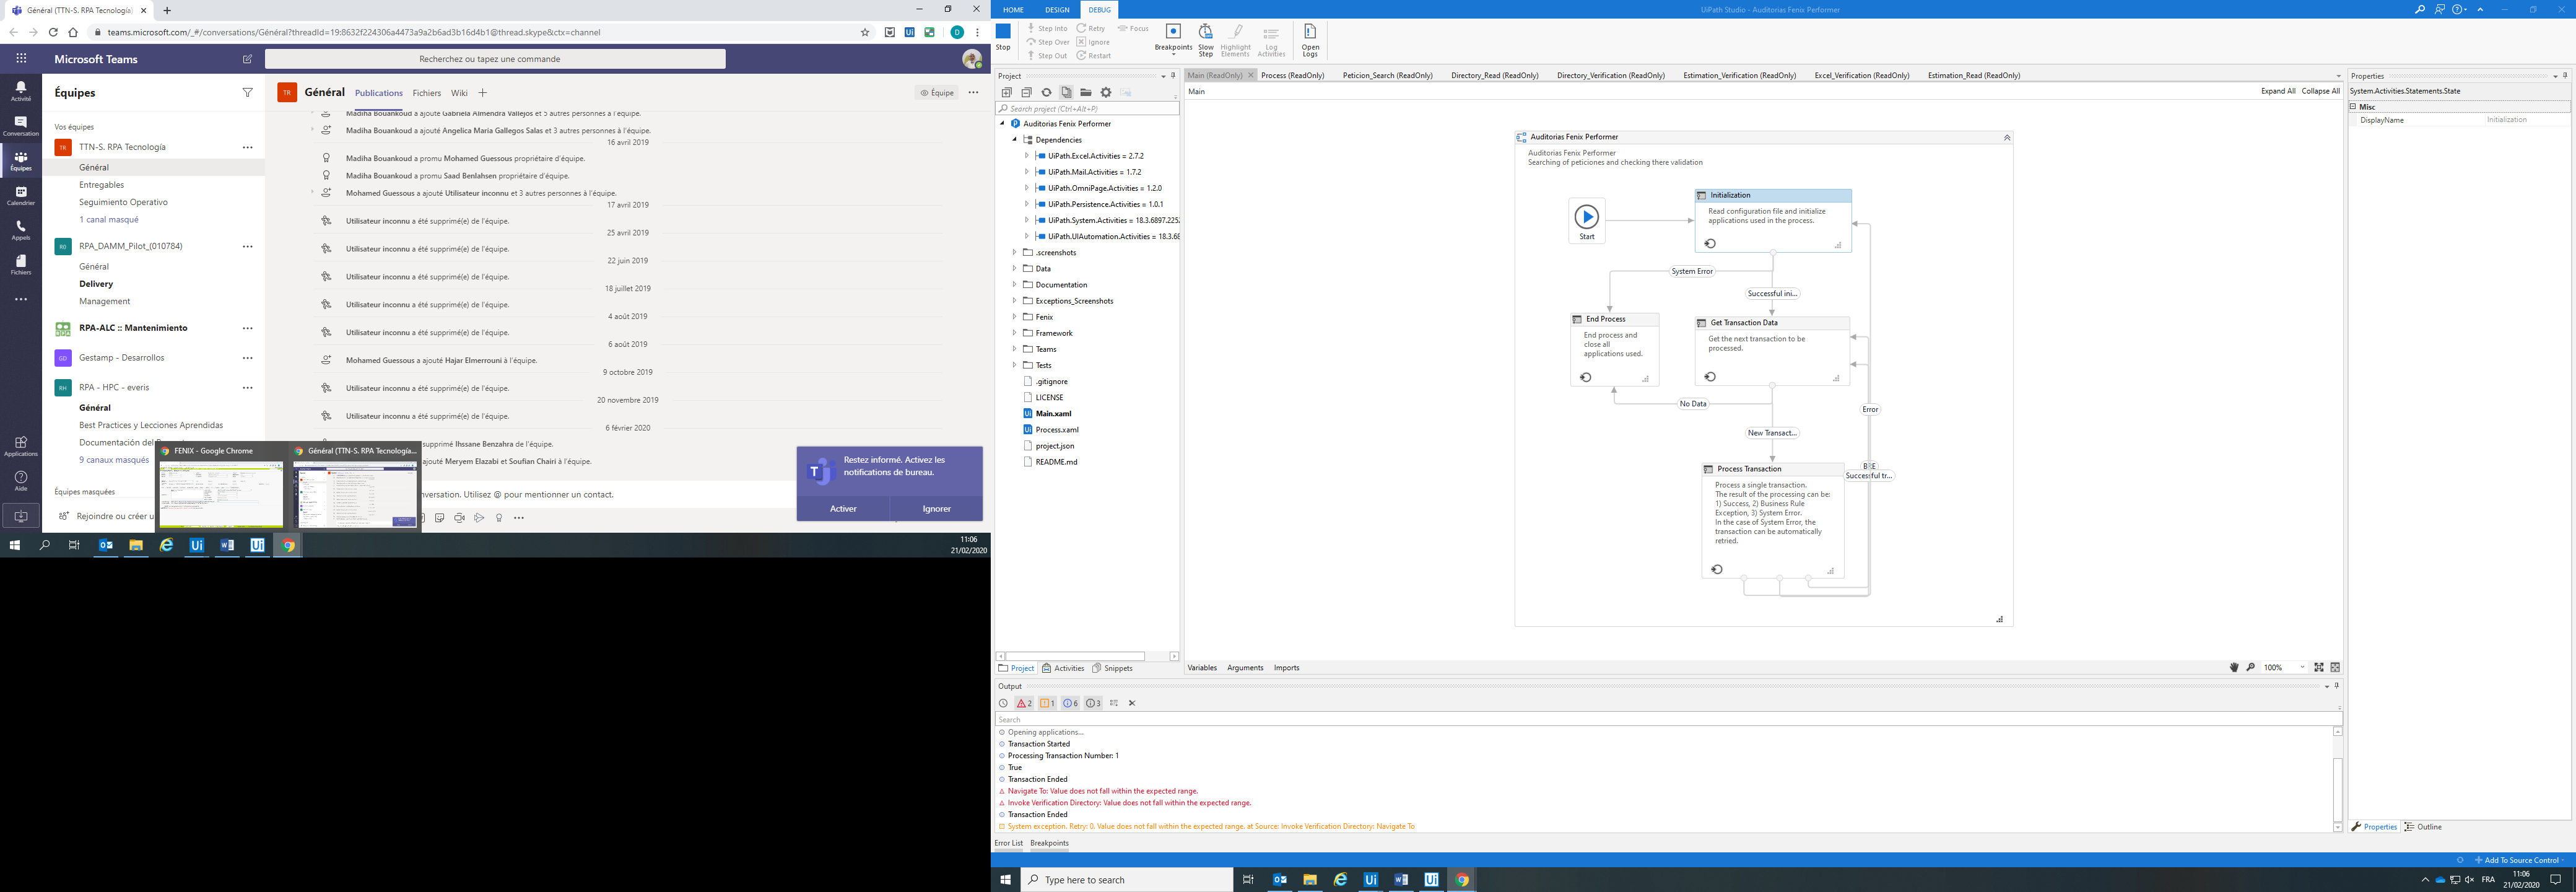 Général (TTN-S. RPA Tecnología)
teams.microsoft.com/_#/conversations/Général?threadId=19:8632f224306a4473a9a2b6ad3b16d4b1@thread.skype&ctx=channel
Microsoft Teams
Recherchez ou tapez une commande
Activité
Conversation
Équipes
Calendrier
Appels
Fichiers
Applications
Aide
Équipes
Vos équipes
TR
TTN-S. RPA Tecnología
Général
Entregables
Seguimiento Operativo
1 canal masqué
RPA_DAMM_Pilot_(010784)
Général
Delivery
Management
RPA-ALC :: Mantenimiento
GD
Gestamp - Desarrollos
RH
RPA - HPC - everis
Général
Best Practices y Lecciones Aprendidas
Documentación del
9 canaux masqués
Équipes masquées
Rejoindre ou créer u
TR
Général
Publications
Fichiers
Wiki
Équipe
Madiha Bouankoud a ajouté Gabriela Almendra Vallejos et 5 autres personnes à l'équipe.
Madiha Bouankoud a ajouté Angelica Maria Gallegos Salas et 3 autres personnes à l'équipe.
16 avril 2019
Madiha Bouankoud a promu Mohamed Guessous propriétaire d'équipe.
Madiha Bouankoud a promu Saad Benlahsen propriétaire d'équipe.
Mohamed Guessous a ajouté Utilisateur inconnu et 3 autres personnes à l'équipe.
17 avril 2019
Utilisateur inconnu a été supprimé(e) de l'équipe.
25 avril 2019
Utilisateur inconnu a été supprimé(e) de l'équipe.
22 juin 2019
Utilisateur inconnu a été supprimé(e) de l'équipe.
18 juillet 2019
Utilisateur inconnu a été supprimé(e) de l'équipe.
4 août 2019
Utilisateur inconnu a été supprimé(e) de l'équipe.
6 août 2019
Mohamed Guessous a ajouté Hajar Elmerrouni à l'équipe.
9 octobre 2019
Utilisateur inconnu a été supprimé(e) de l'équipe.
20 novembre 2019
Utilisateur inconnu a été supprimé(e) de l'équipe.
6 février 2020
supprimé Ihssane Benzahra de l'équipe.
ajouté Meryem Elazabi et Soufian Chairi à l'équipe.
nversation. Utilisez @ pour mentionner un contact.
FENIX - Google Chrome
Général (TTN-S. RPA Tecnología...
Restez informé. Activez les
notifications de bureau.
Activer
Ignorer
11:06
21/02/2020
HOME
DESIGN
DEBUG
UiPath Studio - Auditorias Fenix Performer
Stop
Step Into
Step Over
Step Out
Retry
Ignore
Restart
Focus
Breakpoints
Slow
Step
Highlight
Elements
Log
Activities
Open
Logs
Project
Search project (Ctrl+Alt+P)
Auditorias Fenix Performer
Dependencies
UiPath.Excel.Activities = 2.7.2
UiPath.Mail.Activities = 1.7.2
UiPath.OmniPage.Activities = 1.2.0
UiPath.Persistence.Activities = 1.0.1
UiPath.System.Activities = 18.3.6897.225
UiPath.UIAutomation.Activities = 18.3.68
.screenshots
Data
Documentation
Exceptions_Screenshots
Fenix
Framework
Teams
Tests
.gitignore
LICENSE
Main.xaml
Process.xaml
project.json
README.md
Project
Activities
Snippets
Main (ReadOnly)
Process (ReadOnly)
Peticion_Search (ReadOnly)
Directory_Read (ReadOnly)
Directory_Verification (ReadOnly)
Estimation_Verification (ReadOnly)
Excel_Verification (ReadOnly)
Estimation_Read (ReadOnly)
Main
Expand All
Collapse All
Auditorias Fenix Performer
Auditorias Fenix Performer
Searching of peticiones and checking there validation
Start
Initialization
Read configuration file and initialize
applications used in the process.
System Error
Successful ini...
End Process
End process and
close all
applications used.
Get Transaction Data
Get the next transaction to be
processed.
No Data
Error
New Transact...
Process Transaction
Process a single transaction.
The result of the processing can be:
1) Success, 2) Business Rule
Exception, 3) System Error.
In the case of System Error, the
transaction can be automatically
retried.
Successful tr...
Variables
Arguments
Imports
100%
Properties
System.Activities.Statements.State
Misc
DisplayName
Initialization
Properties
Outline
Output
2
1
6
3
Search
Opening applications...
Transaction Started
Processing Transaction Number: 1
True
Transaction Ended
Navigate To: Value does not fall within the expected range.
Invoke Verification Directory: Value does not fall within the expected range.
Transaction Ended
System exception. Retry: 0. Value does not fall within the expected range. at Source: Invoke Verification Directory: Navigate To
Error List
Breakpoints
Add To Source Control
Type here to search
FRA
11:06
21/02/2020